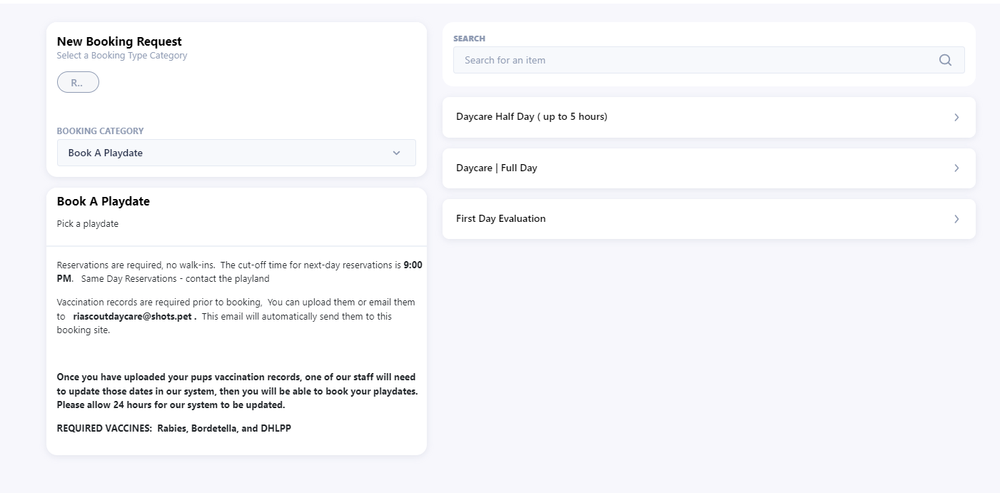 New Booking Request
Select a Booking Type Category
R..
BOOKING CATEGORY
Book A Playdate
Book A Playdate
Pick a playdate
Reservations are required, no walk-ins.  The cut-off time for next-day reservations is 9:00
PM.   Same Day Reservations - contact the playland
Vaccination records are required prior to booking,  You can upload them or email them
to   riascoutdaycare@shots.pet .  This email will automatically send them to this
booking site.
Once you have uploaded your pups vaccination records, one of our staff will need
to update those dates in our system, then you will be able to book your playdates.
Please allow 24 hours for our system to be updated.
REQUIRED VACCINES:  Rabies, Bordetella, and DHLPP
SEARCH
Search for an item
Daycare Half Day ( up to 5 hours)
Daycare | Full Day
First Day Evaluation